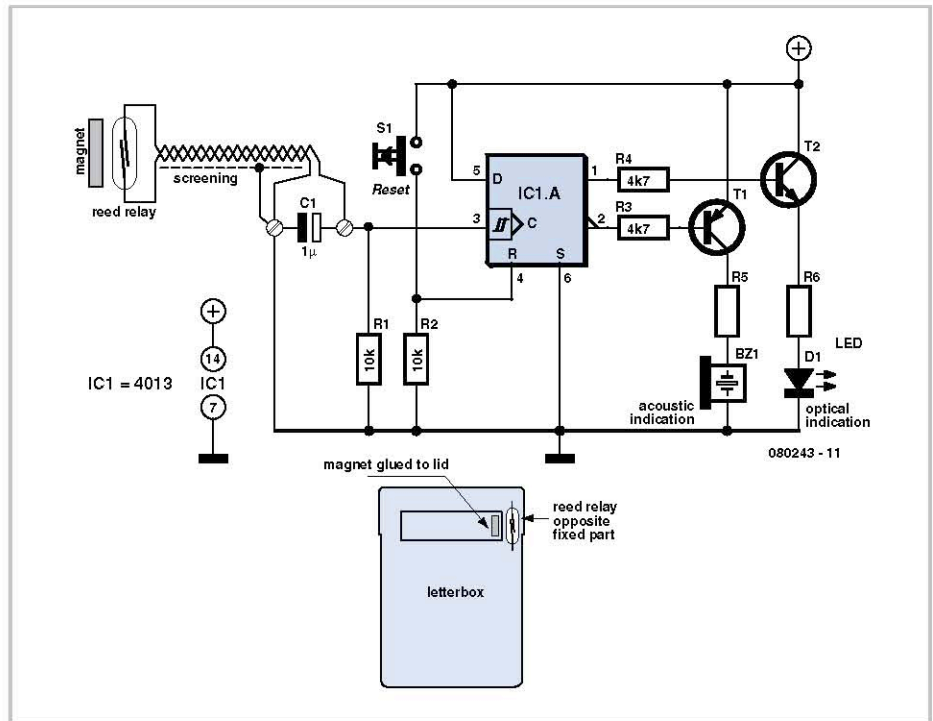 magnet
reed relay
screening
C1
1µ
S1
Reset
5
D
3
C
IC1.A
R
S
4
6
1
2
R4
4k7
R3
4k7
T1
T2
R5
R6
R1
10k
R2
10k
BZ1
acoustic
indication
D1
LED
optical
indication
080243 - 11
IC1 = 4013
14
IC1
7
magnet glued to lid
reed relay
opposite
fixed part
letterbox